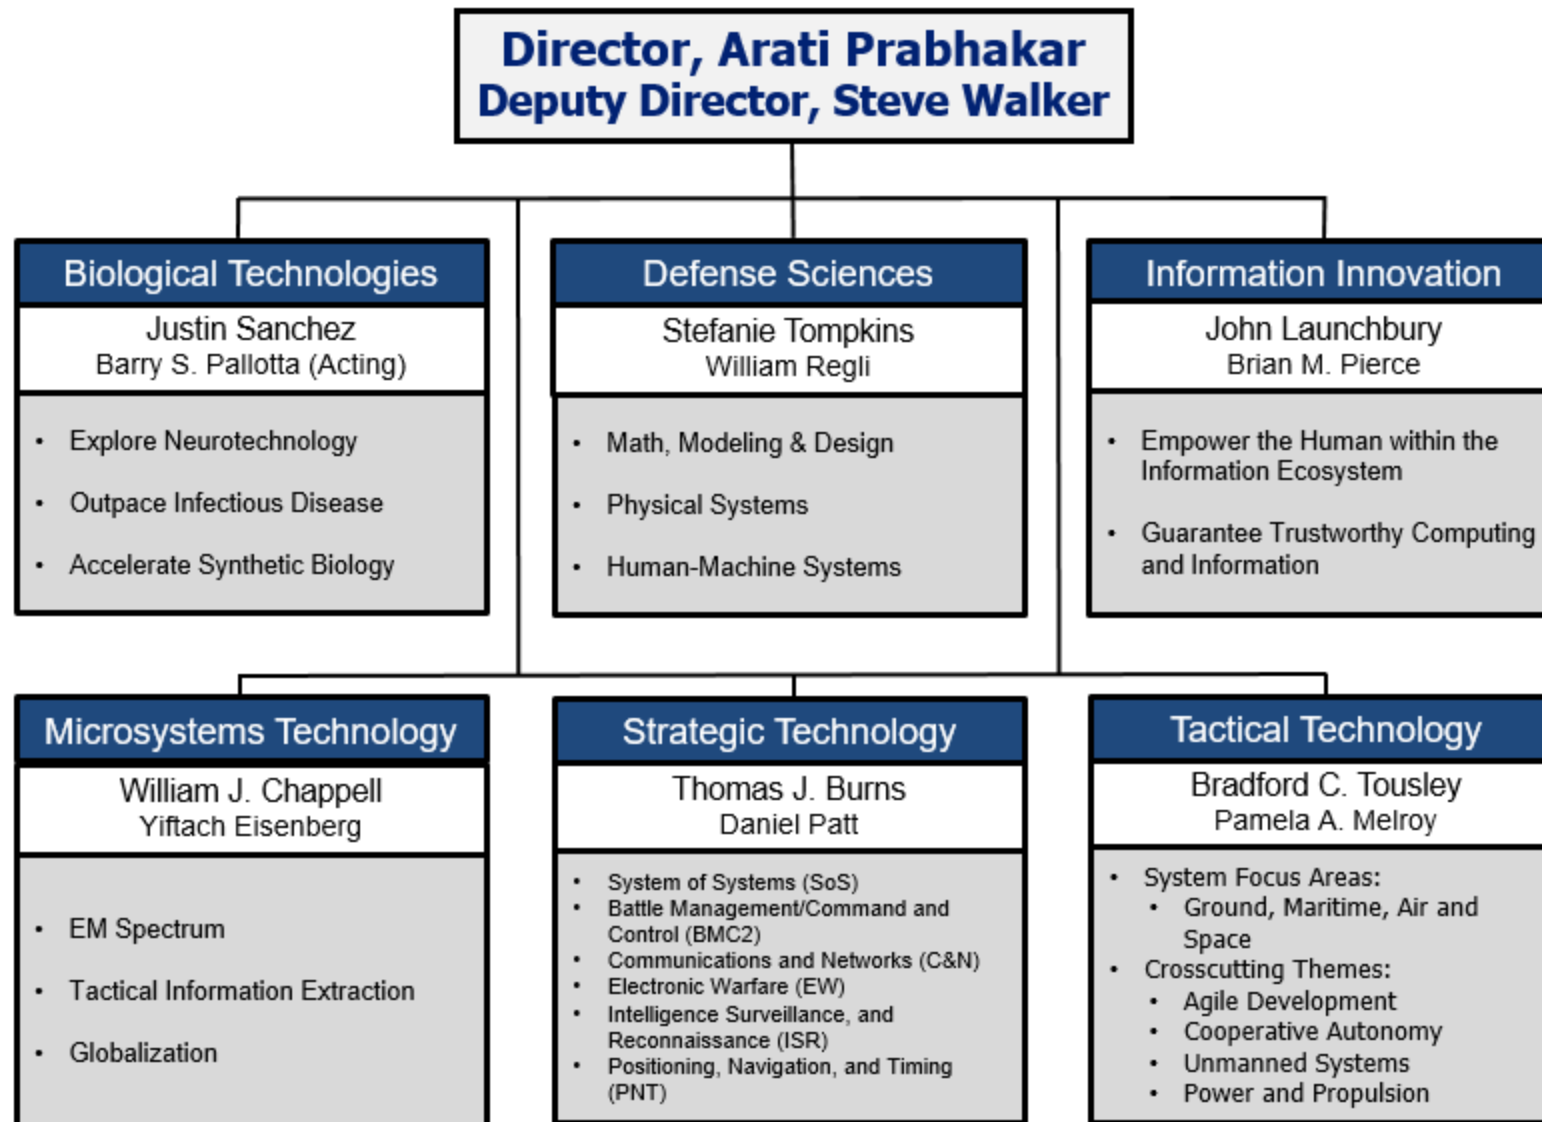 Director, Arati Prabhakar
Deputy Director, Steve Walker
Biological Technologies
Justin Sanchez
Barry S. Pallotta (Acting)
• Explore Neurotechnology
• Outpace Infectious Disease
• Accelerate Synthetic Biology
Defense Sciences
Stefanie Tompkins
William Regli
• Math, Modeling & Design
• Physical Systems
• Human-Machine Systems
Information Innovation
John Launchbury
Brian M. Pierce
• Empower the Human within the
Information Ecosystem
• Guarantee Trustworthy Computing
and Information
Microsystems Technology
William J. Chappell
Yiftach Eisenberg
• EM Spectrum
• Tactical Information Extraction
• Globalization
Strategic Technology
Thomas J. Burns
Daniel Patt
• System of Systems (SoS)
• Battle Management/Command and
Control (BMC2)
• Communications and Networks (C&N)
• Electronic Warfare (EW)
• Intelligence Surveillance, and
Reconnaissance (ISR)
• Positioning, Navigation, and Timing
(PNT)
Tactical Technology
Bradford C. Tousley
Pamela A. Melroy
• System Focus Areas:
• Ground, Maritime, Air and
Space
• Crosscutting Themes:
• Agile Development
• Cooperative Autonomy
• Unmanned Systems
• Power and Propulsion